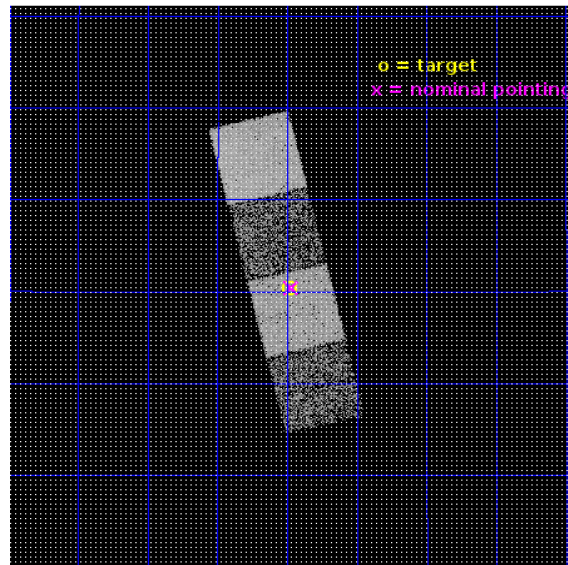 o = target
x = nominal pointing